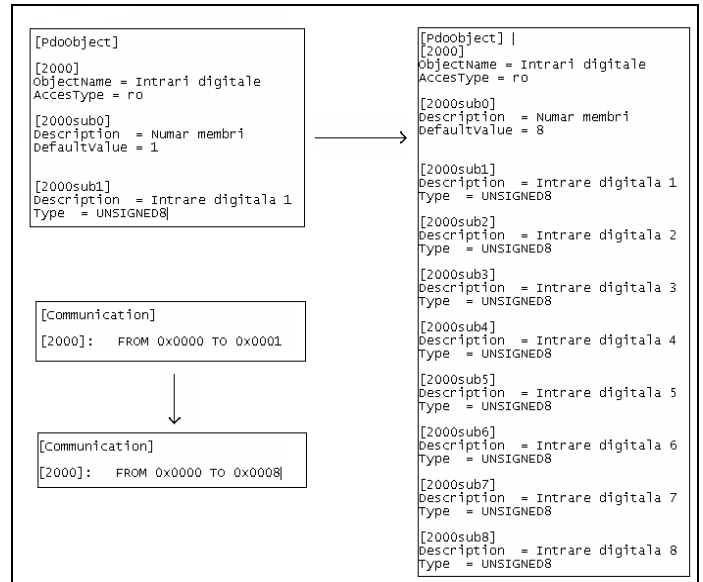 [PdoObject]
[2000]
ObjectName = Intrari digitale
AccesType = ro
[2000sub0]
Description = Numar membri
DefaultValue = 1
[2000sub1]
Description = Intrare digitala 1
Type = UNSIGNED8
[Communication]
[2000]: FROM 0x0000 TO 0x0001
[Communication]
[2000]: FROM 0x0000 TO 0x0008
[PdoObject]
[2000]
ObjectName = Intrari digitale
AccesType = ro
[2000sub0]
Description = Numar membri
DefaultValue = 8
[2000sub1]
Description = Intrare digitala 1
Type = UNSIGNED8
[2000sub2]
Description = Intrare digitala 2
Type = UNSIGNED8
[2000sub3]
Description = Intrare digitala 3
Type = UNSIGNED8
[2000sub4]
Description = Intrare digitala 4
Type = UNSIGNED8
[2000sub5]
Description = Intrare digitala 5
Type = UNSIGNED8
[2000sub6]
Description = Intrare digitala 6
Type = UNSIGNED8
[2000sub7]
Description = Intrare digitala 7
Type = UNSIGNED8
[2000sub8]
Description = Intrare digitala 8
Type = UNSIGNED8